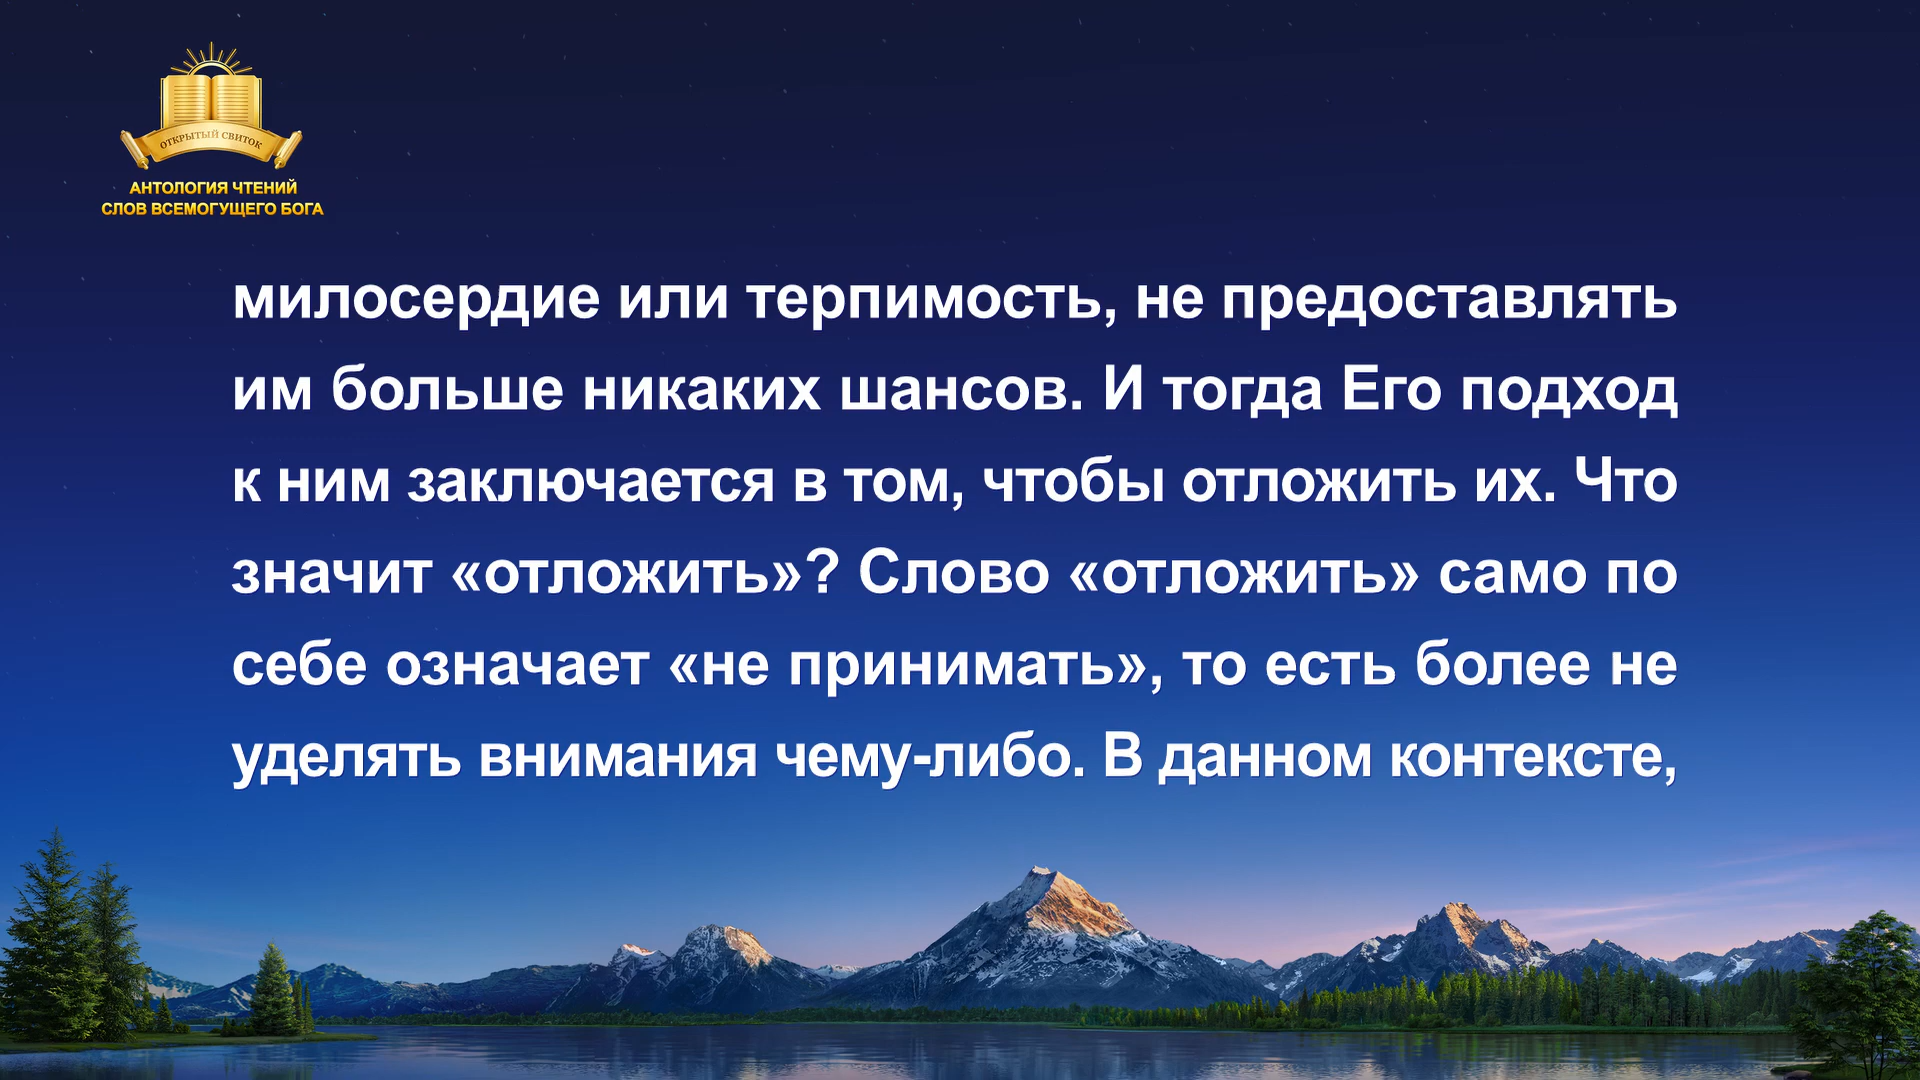 ОТКРЫТЫЙ СВИТОК
АНТОЛОГИЯ ЧТЕНИЙ
СЛОВ ВСЕМОГУЩЕГО БОГА
милосердие или терпимость, не предоставлять
им больше никаких шансов. И тогда Его подход
к ним заключается в том, чтобы отложить их. Что
значит «отложить»? Слово «отложить» само по
себе означает «не принимать», то есть более не
уделять внимания чему-либо. В данном контексте,